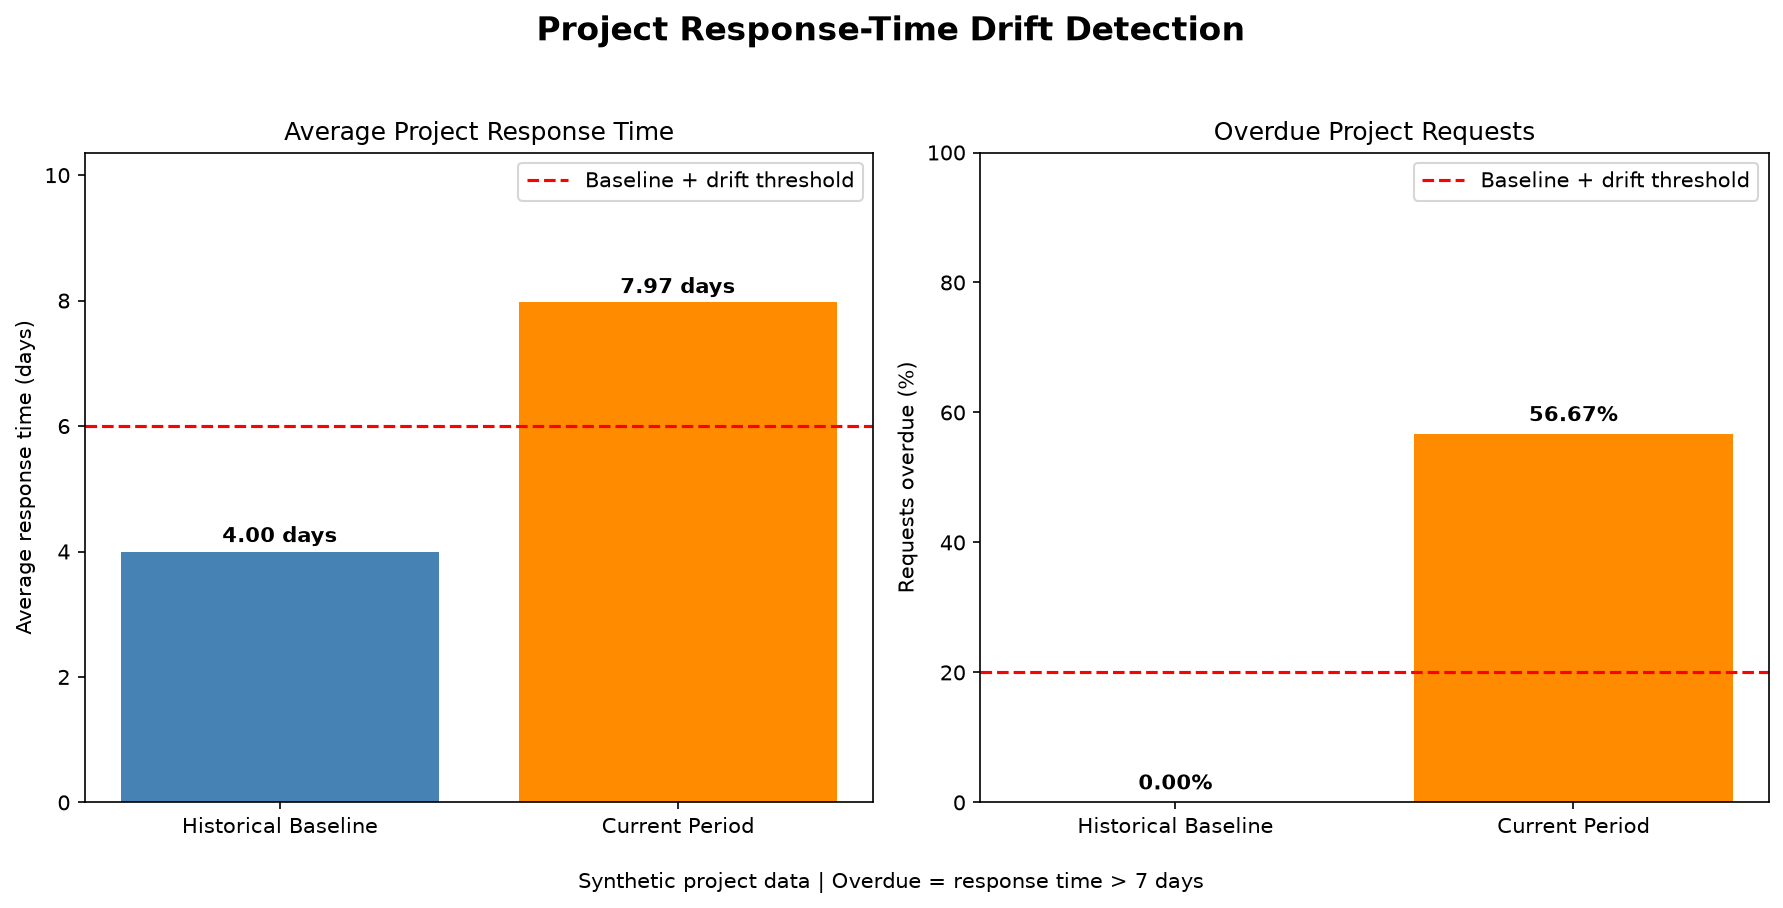 Project Response-Time Drift Detection
Average Project Response Time
Baseline + drift threshold
10
8
6
4
2
0
Average response time (days)
4.00 days
7.97 days
Historical Baseline
Current Period
Overdue Project Requests
Baseline + drift threshold
100
80
60
40
20
0
Requests overdue (%)
0.00%
56.67%
Historical Baseline
Current Period
Synthetic project data | Overdue = response time > 7 days